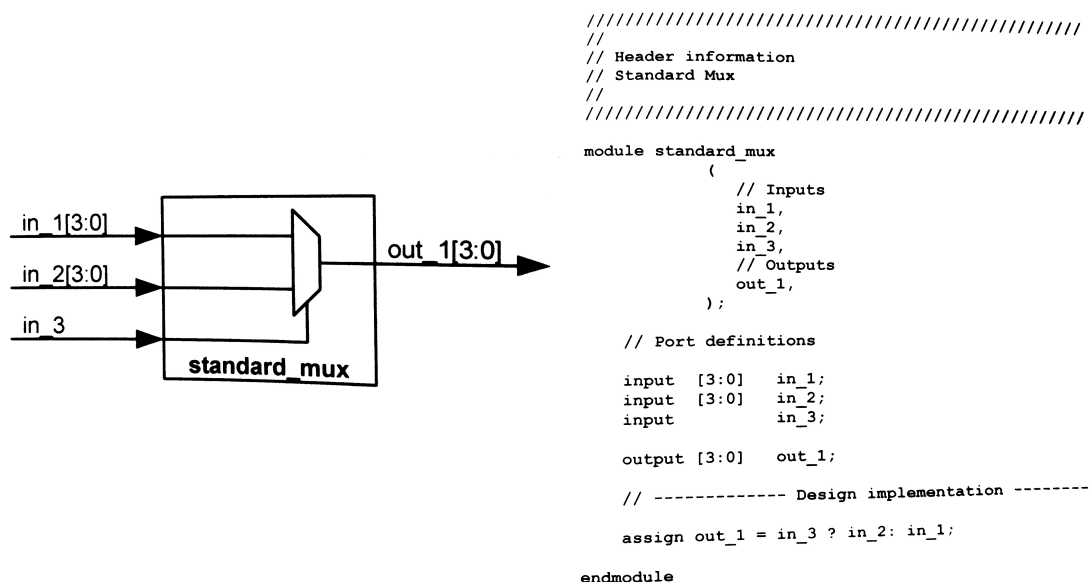 in_1[3:0]
in_2[3:0]
in_3
out_1[3:0]
standard_mux
//////////////////////////////////////////////////
//
// Header information
// Standard Mux
//
//////////////////////////////////////////////////
module standard_mux
(
// Inputs
in_1,
in_2,
in_3,
// Outputs
out_1,
);
// Port definitions
input [3:0] in_1;
input [3:0] in_2;
input in_3;
output [3:0] out_1;
// ------------- Design implementation --------
assign out_1 = in_3 ? in_2: in_1;
endmodule